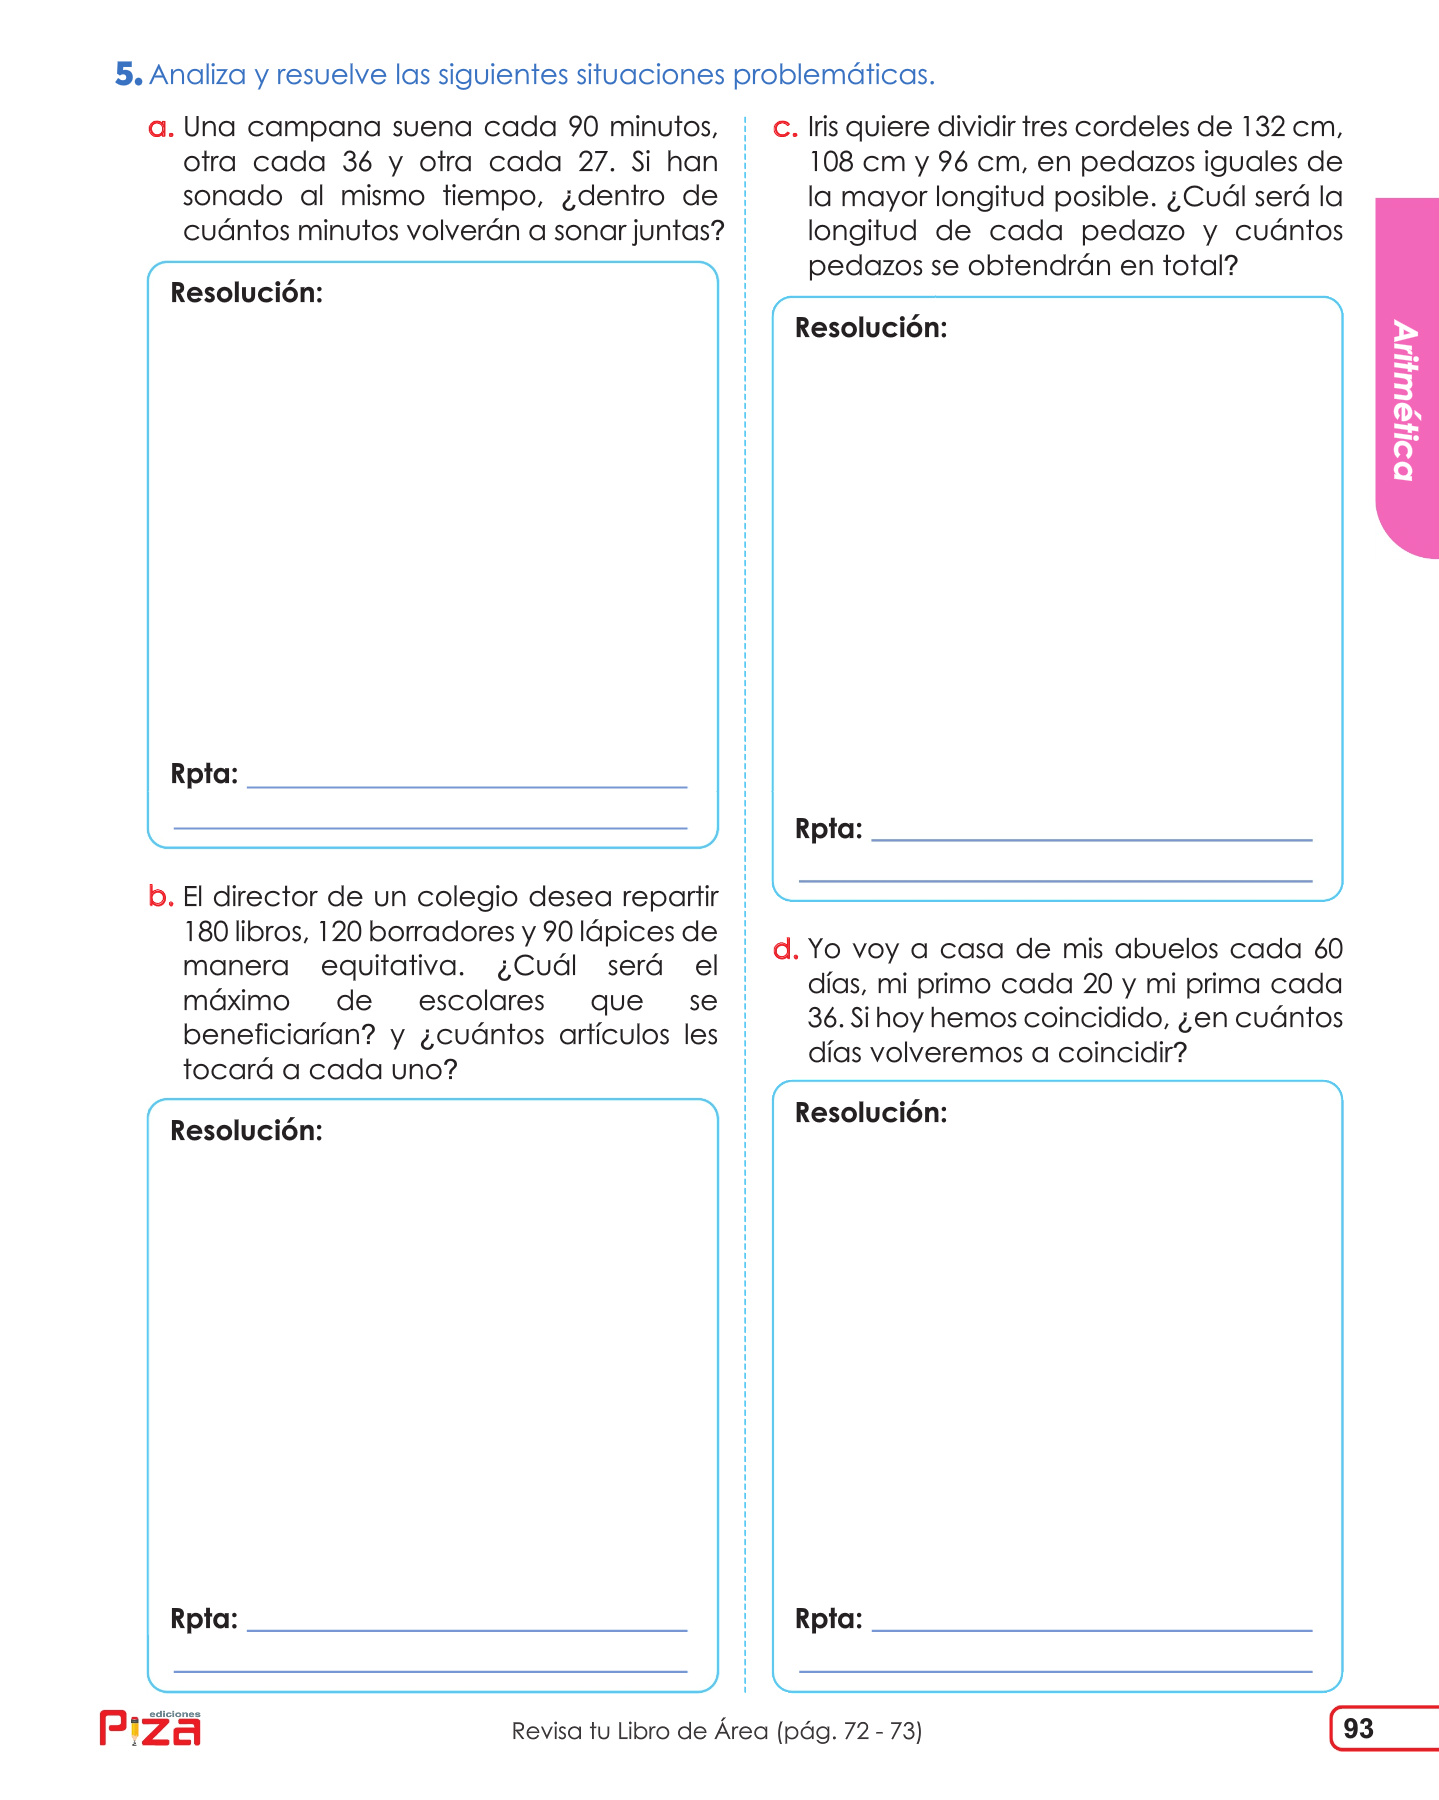 5. Analiza y resuelve las siguientes situaciones problemáticas.
a. Una campana suena cada 90 minutos,
otra cada 36 y otra cada 27. Si han
sonado al mismo tiempo, ¿dentro de
cuántos minutos volverán a sonar juntas?
Resolución:
Rpta:
b. El director de un colegio desea repartir
180 libros, 120 borradores y 90 lápices de
manera equitativa. ¿Cuál será el
máximo de escolares que se
beneficiarían? y ¿cuántos artículos les
tocará a cada uno?
Resolución:
Rpta:
c. Iris quiere dividir tres cordeles de 132 cm,
108 cm y 96 cm, en pedazos iguales de
la mayor longitud posible. ¿Cuál será la
longitud de cada pedazo y cuántos
pedazos se obtendrán en total?
Resolución:
Rpta:
d. Yo voy a casa de mis abuelos cada 60
días, mi primo cada 20 y mi prima cada
36. Si hoy hemos coincidido, ¿en cuántos
días volveremos a coincidir?
Resolución:
Rpta:
Aritmética
ediciones
Piza
Revisa tu Libro de Área (pág. 72 - 73)
93